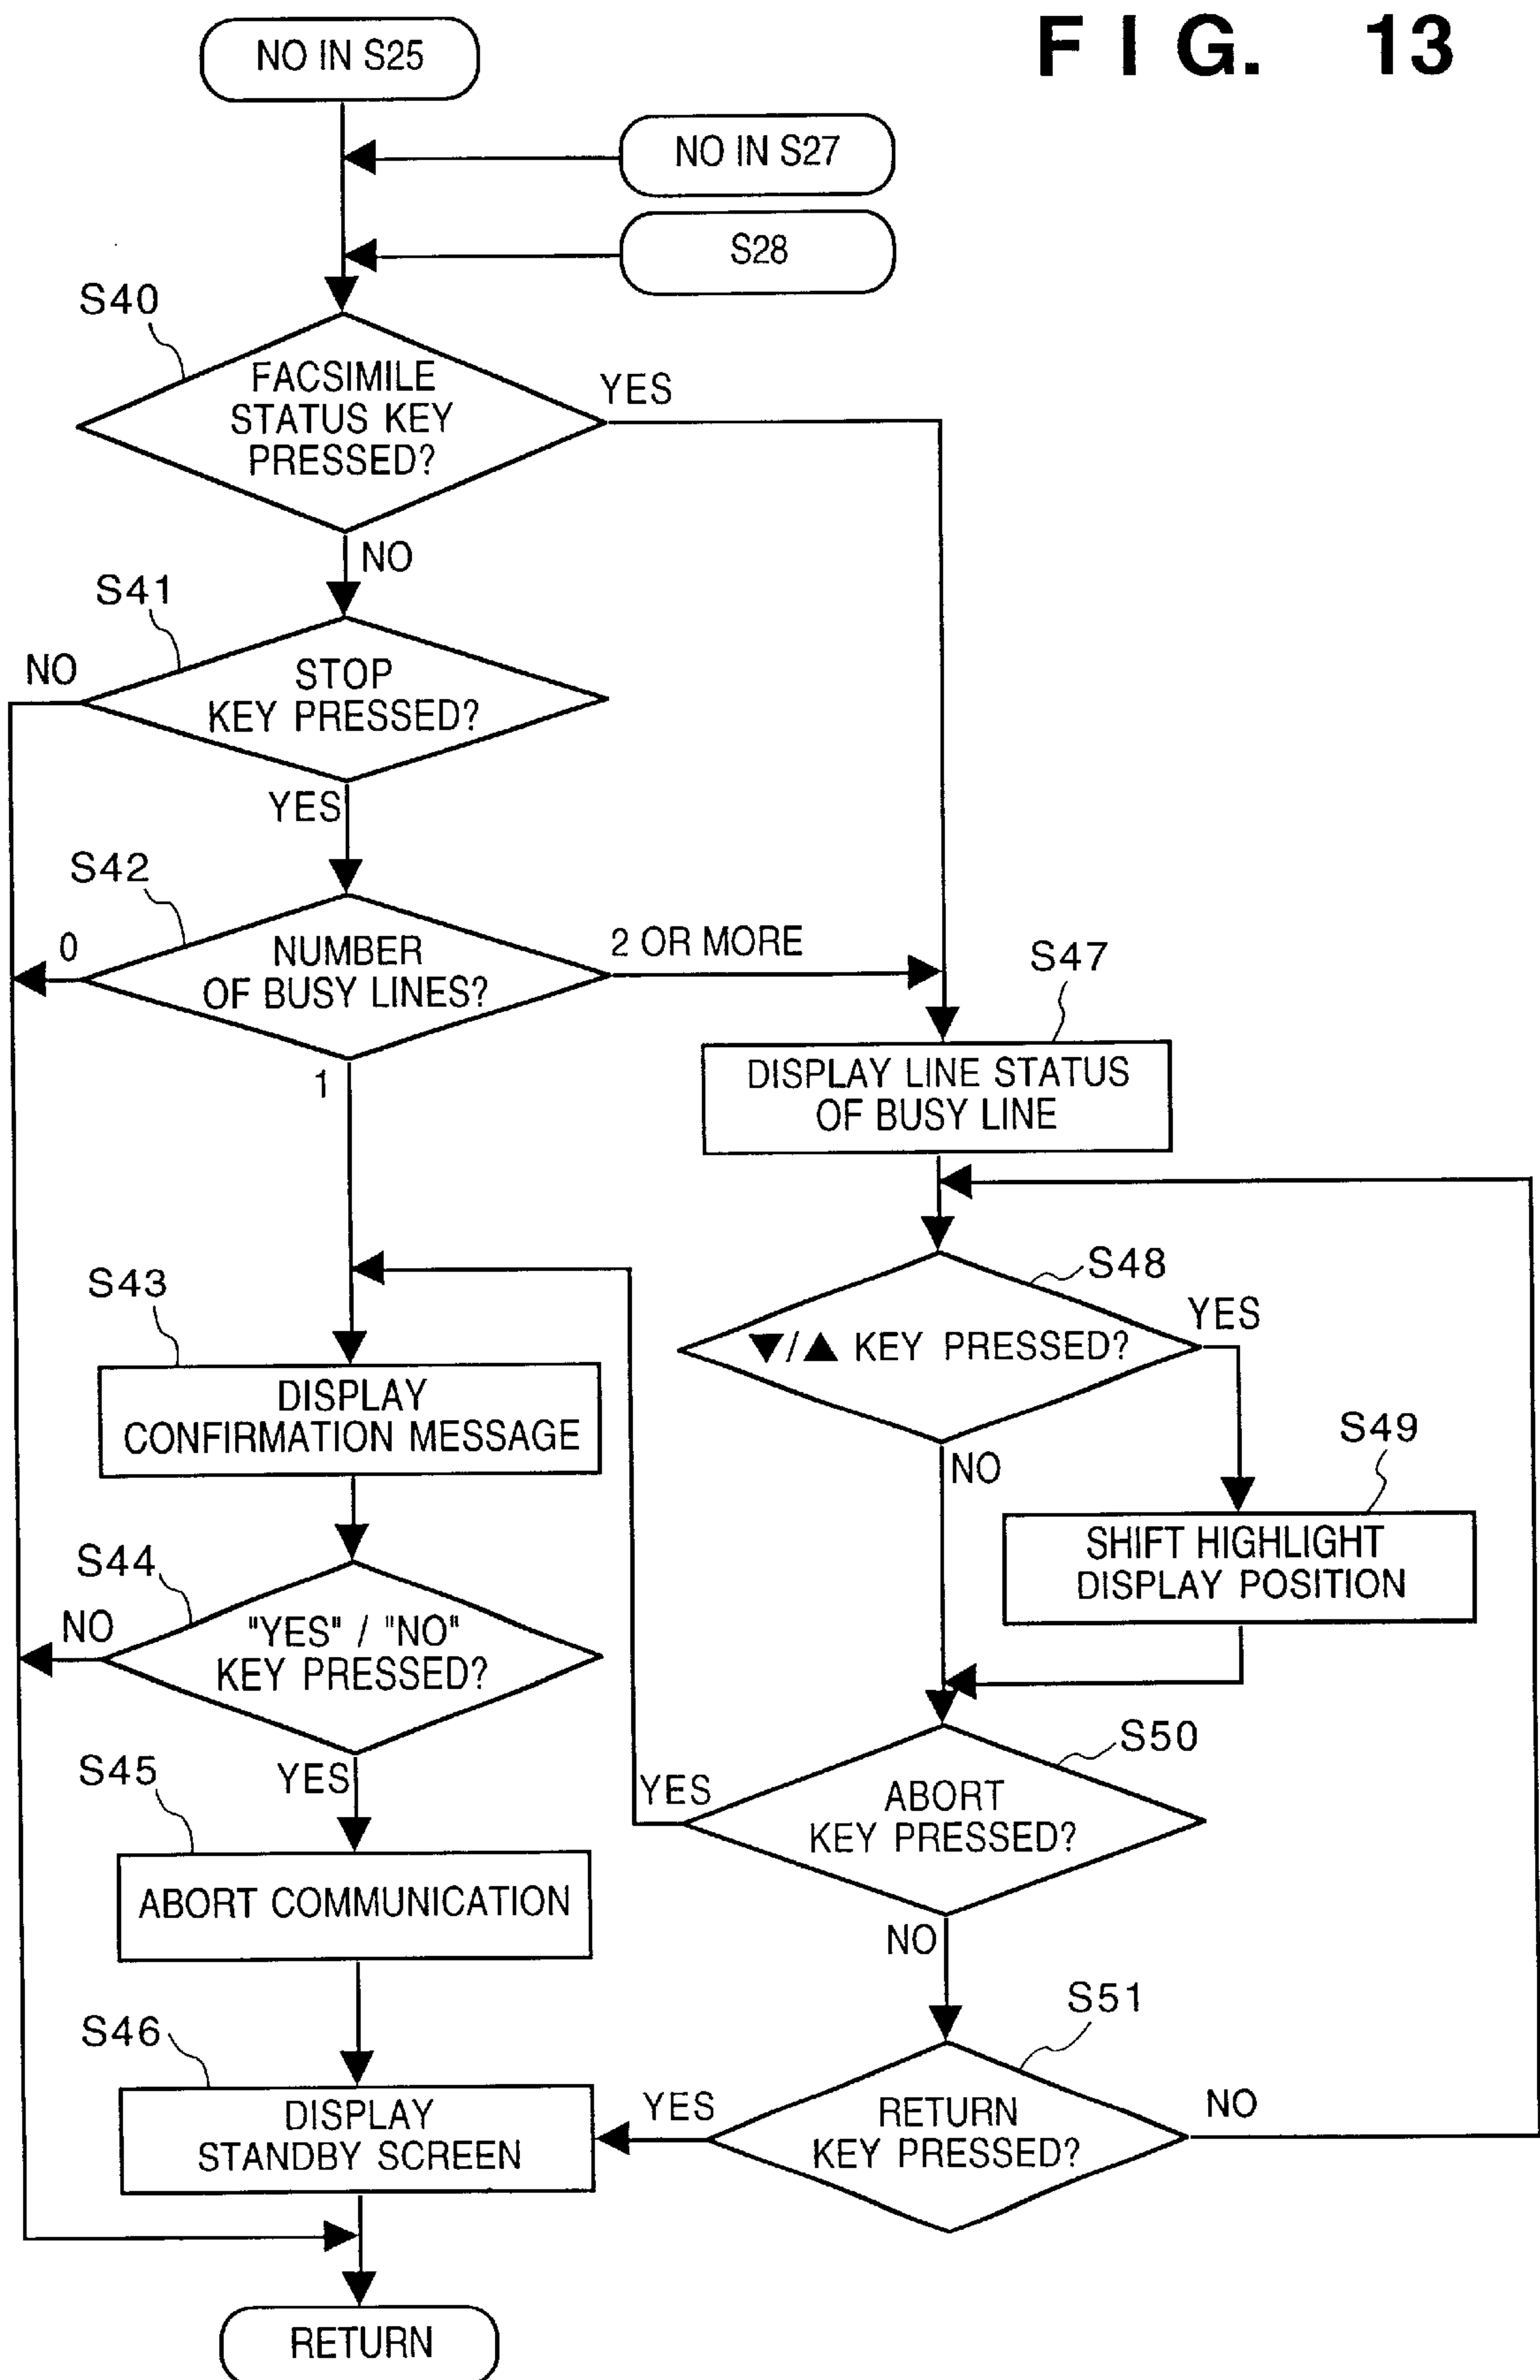 FIG. 13
NO IN S25
NO IN S27
S28
S40
FACSIMILE
STATUS KEY
PRESSED?
YES
NO
S41
NO
STOP
KEY PRESSED?
YES
S42
0
NUMBER
OF BUSY LINES?
2 OR MORE
1
S47
DISPLAY LINE STATUS
OF BUSY LINE
S43
DISPLAY
CONFIRMATION MESSAGE
S48
▼/▲ KEY PRESSED?
YES
NO
S49
SHIFT HIGHLIGHT
DISPLAY POSITION
S44
NO
"YES" / "NO"
KEY PRESSED?
YES
S50
YES
ABORT
KEY PRESSED?
NO
S45
ABORT COMMUNICATION
S46
DISPLAY
STANDBY SCREEN
S51
YES
RETURN
KEY PRESSED?
NO
RETURN